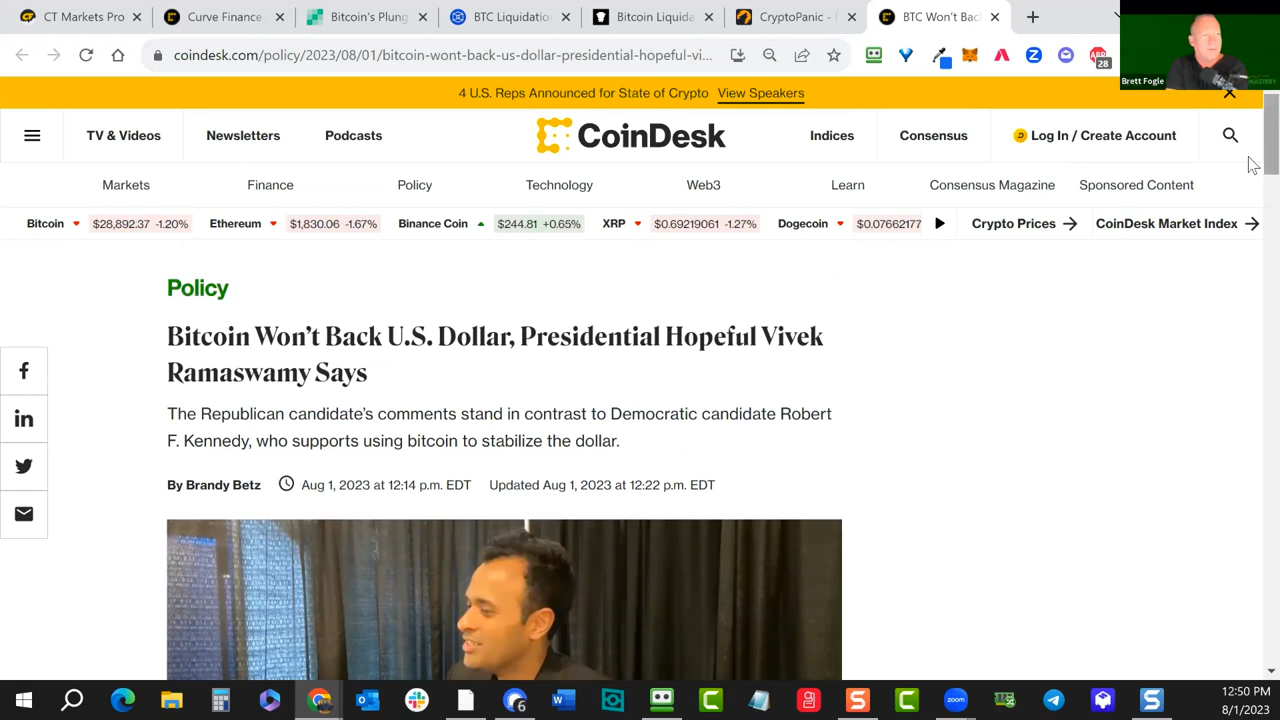 CT Markets Pro
Curve Finance
Bitcoin's Plung
BTC Liquidatio
Bitcoin Liquida
CryptoPanic -
BTC Won't Bac
coindesk.com/policy/2023/08/01/bitcoin-wont-back-us-dollar-presidential-hopeful-vi...
28
Brett Fogle
4 U.S. Reps Announced for State of Crypto View Speakers
TV & Videos
Newsletters
Podcasts
CoinDesk
Indices
Consensus
Log In / Create Account
Markets
Finance
Policy
Technology
Web3
Learn
Consensus Magazine
Sponsored Content
Bitcoin $28,892.37 -1.20%
Ethereum $1,830.06 -1.67%
Binance Coin $244.81 +0.65%
XRP $0.69219061 -1.27%
Dogecoin $0.07662177
Crypto Prices
CoinDesk Market Index
Policy
Bitcoin Won't Back U.S. Dollar, Presidential Hopeful Vivek
Ramaswamy Says
The Republican candidate's comments stand in contrast to Democratic candidate Robert
F. Kennedy, who supports using bitcoin to stabilize the dollar.
By Brandy Betz
Aug 1, 2023 at 12:14 p.m. EDT
Updated Aug 1, 2023 at 12:22 p.m. EDT
zoom
12:50 PM
8/1/2023